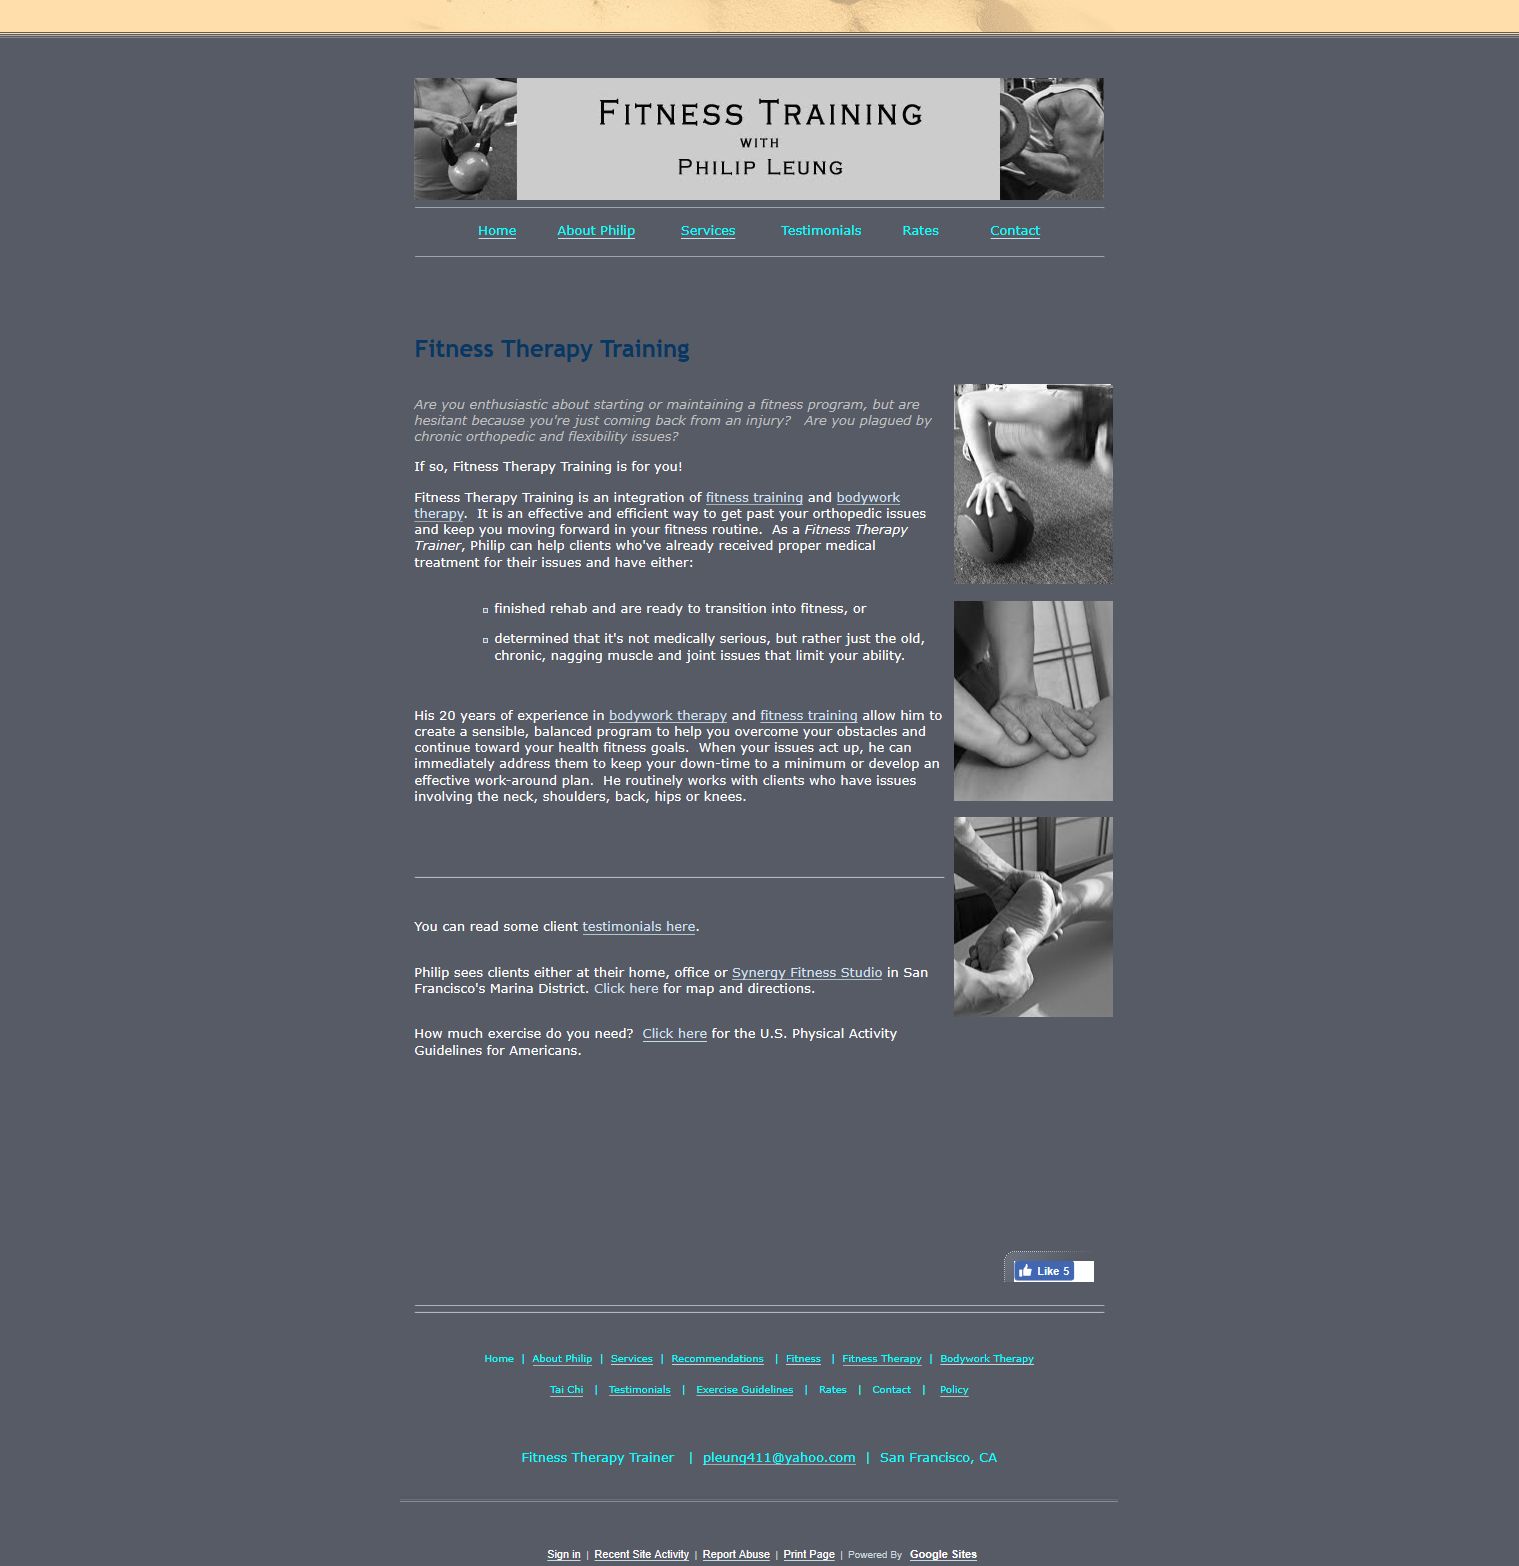 Fitness Training
with
Philip Leung
Home About Philip Services Testimonials Rates Contact
Fitness Therapy Training
Are you enthusiastic about starting or maintaining a fitness program, but are
hesitant because you're just coming back from an injury? Are you plagued by
chronic orthopedic and flexibility issues?
If so, Fitness Therapy Training is for you!
Fitness Therapy Training is an integration of fitness training and bodywork
therapy. It is an effective and efficient way to get past your orthopedic issues
and keep you moving forward in your fitness routine. As a Fitness Therapy
Trainer, Philip can help clients who've already received proper medical
treatment for their issues and have either:
finished rehab and are ready to transition into fitness, or
determined that it's not medically serious, but rather just the old,
chronic, nagging muscle and joint issues that limit your ability.
His 20 years of experience in bodywork therapy and fitness training allow him to
create a sensible, balanced program to help you overcome your obstacles and
continue toward your health fitness goals. When your issues act up, he can
immediately address them to keep your down-time to a minimum or develop an
effective work-around plan. He routinely works with clients who have issues
involving the neck, shoulders, back, hips or knees.
You can read some client testimonials here.
Philip sees clients either at their home, office or Synergy Fitness Studio in San
Francisco's Marina District. Click here for map and directions.
How much exercise do you need? Click here for the U.S. Physical Activity
Guidelines for Americans.
Like 5
Home | About Philip | Services | Recommendations | Fitness | Fitness Therapy | Bodywork Therapy
Tai Chi | Testimonials | Exercise Guidelines | Rates | Contact | Policy
Fitness Therapy Trainer | pleung411@yahoo.com | San Francisco, CA
Sign in | Recent Site Activity | Report Abuse | Print Page | Powered By Google Sites